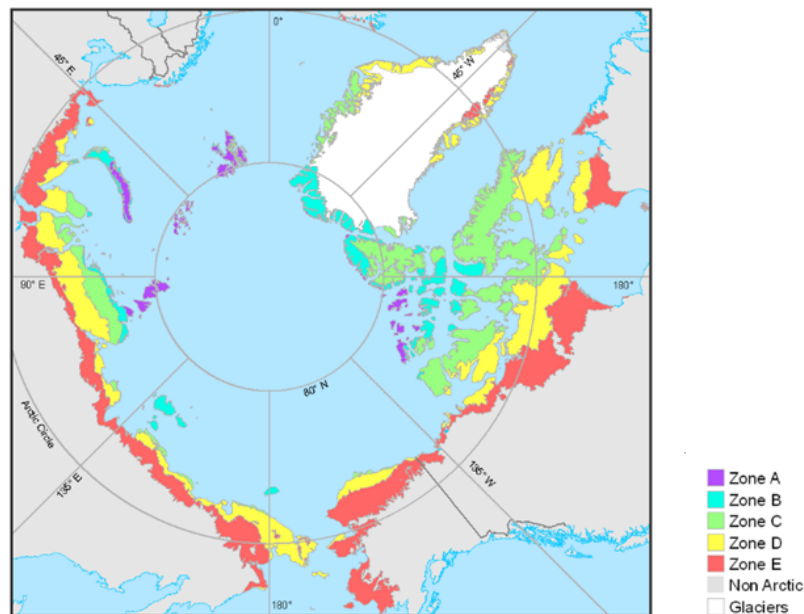 0°
45° E
45° W
90° E
180°
80° N
Arctic Circle
135° E
135° W
180°
Zone A
Zone B
Zone C
Zone D
Zone E
Non Arctic
Glaciers